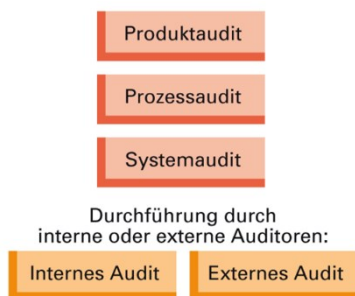 Produktaudit
Prozessaudit
Systemaudit
Durchführung durch
interne oder externe Auditoren:
Internes Audit
Externes Audit